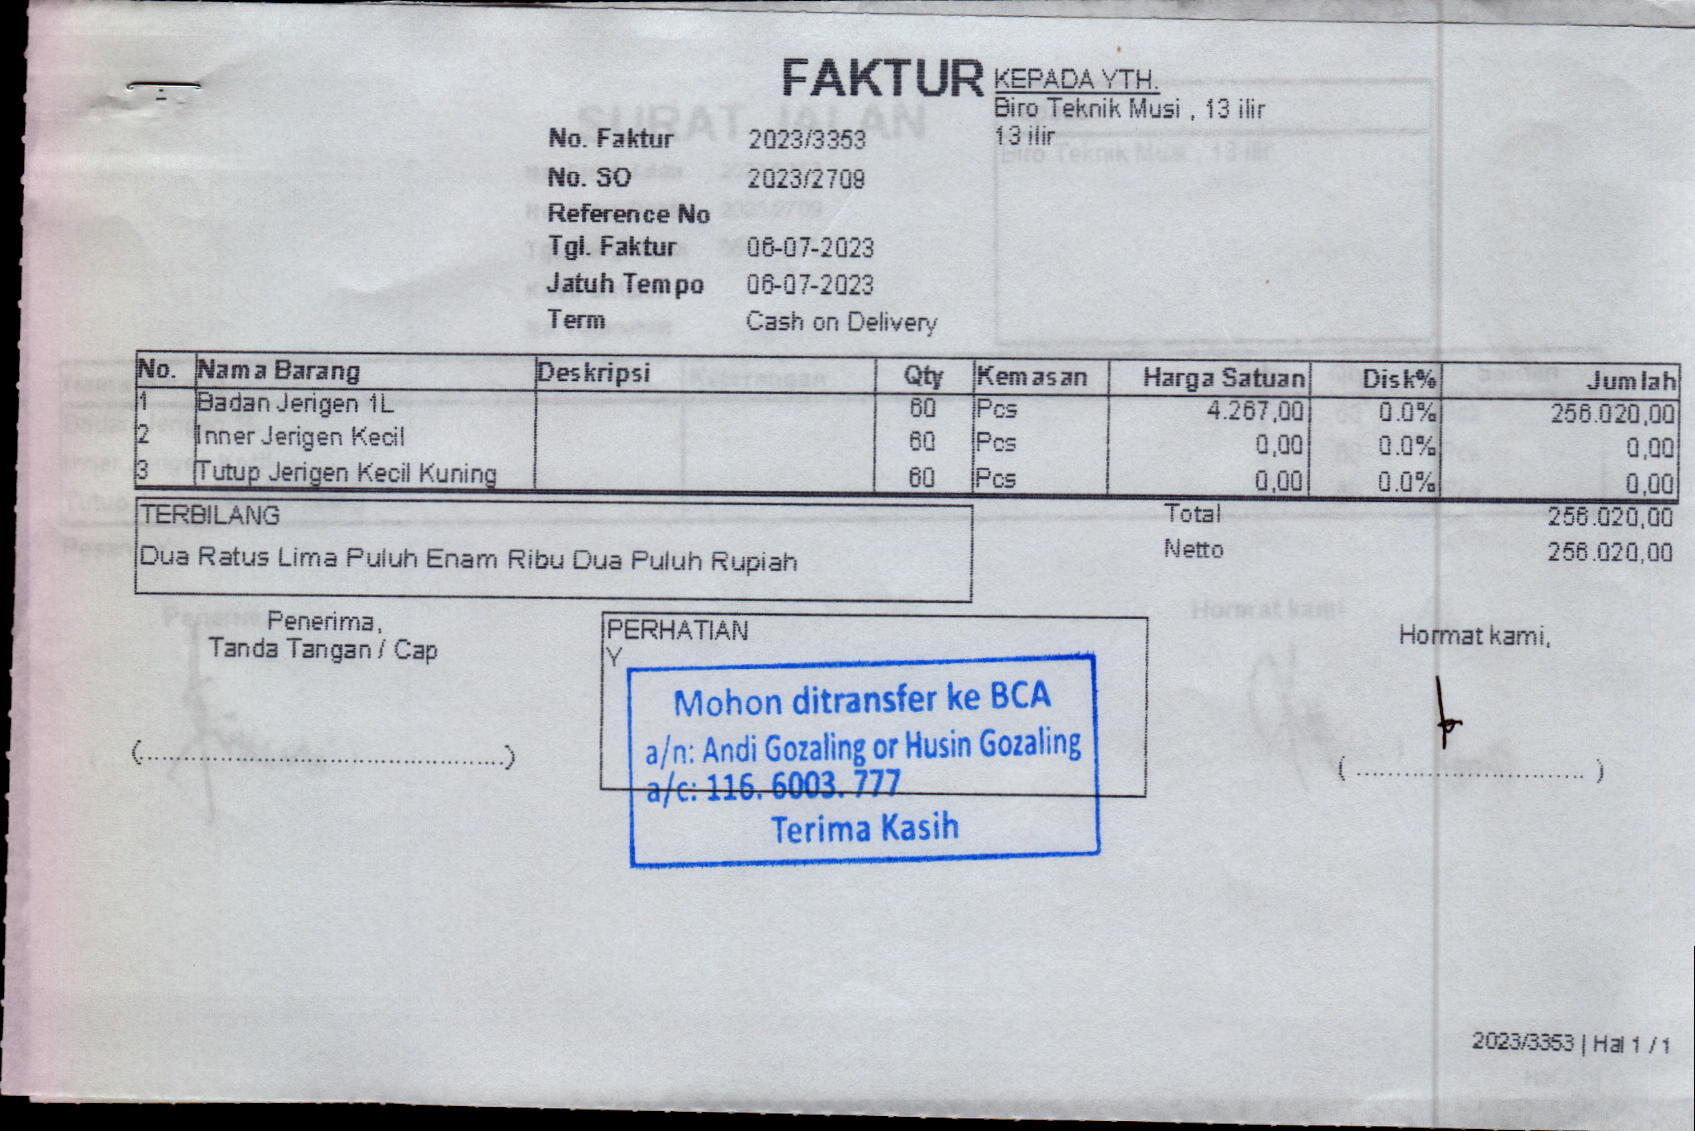 FAKTUR
KEPADA YTH.
Biro Teknik Musi , 13 ilir
13 ilir
No. Faktur 2023/3353
No. SO 2023/2709
Reference No
Tgl. Faktur 06-07-2023
Jatuh Tempo 06-07-2023
Term Cash on Delivery
No. Nama Barang Deskripsi Qty Kemasan Harga Satuan Disk% Jumlah
1 Badan Jerigen 1L 60 Pcs 4.267,00 0.0% 256.020,00
2 Inner Jerigen Kecil 60 Pcs 0,00 0.0% 0,00
3 Tutup Jerigen Kecil Kuning 60 Pcs 0,00 0.0% 0,00
TERBILANG
Dua Ratus Lima Puluh Enam Ribu Dua Puluh Rupiah
Total 256.020,00
Netto 256.020,00
Penerima,
Tanda Tangan / Cap
PERHATIAN
Y
Mohon ditransfer ke BCA
a/n: Andi Gozaling or Husin Gozaling
a/c: 116. 6003. 777
Terima Kasih
Hormat kami,
(..................................................)
( ............................... )
2023/3353 | Hal 1 / 1